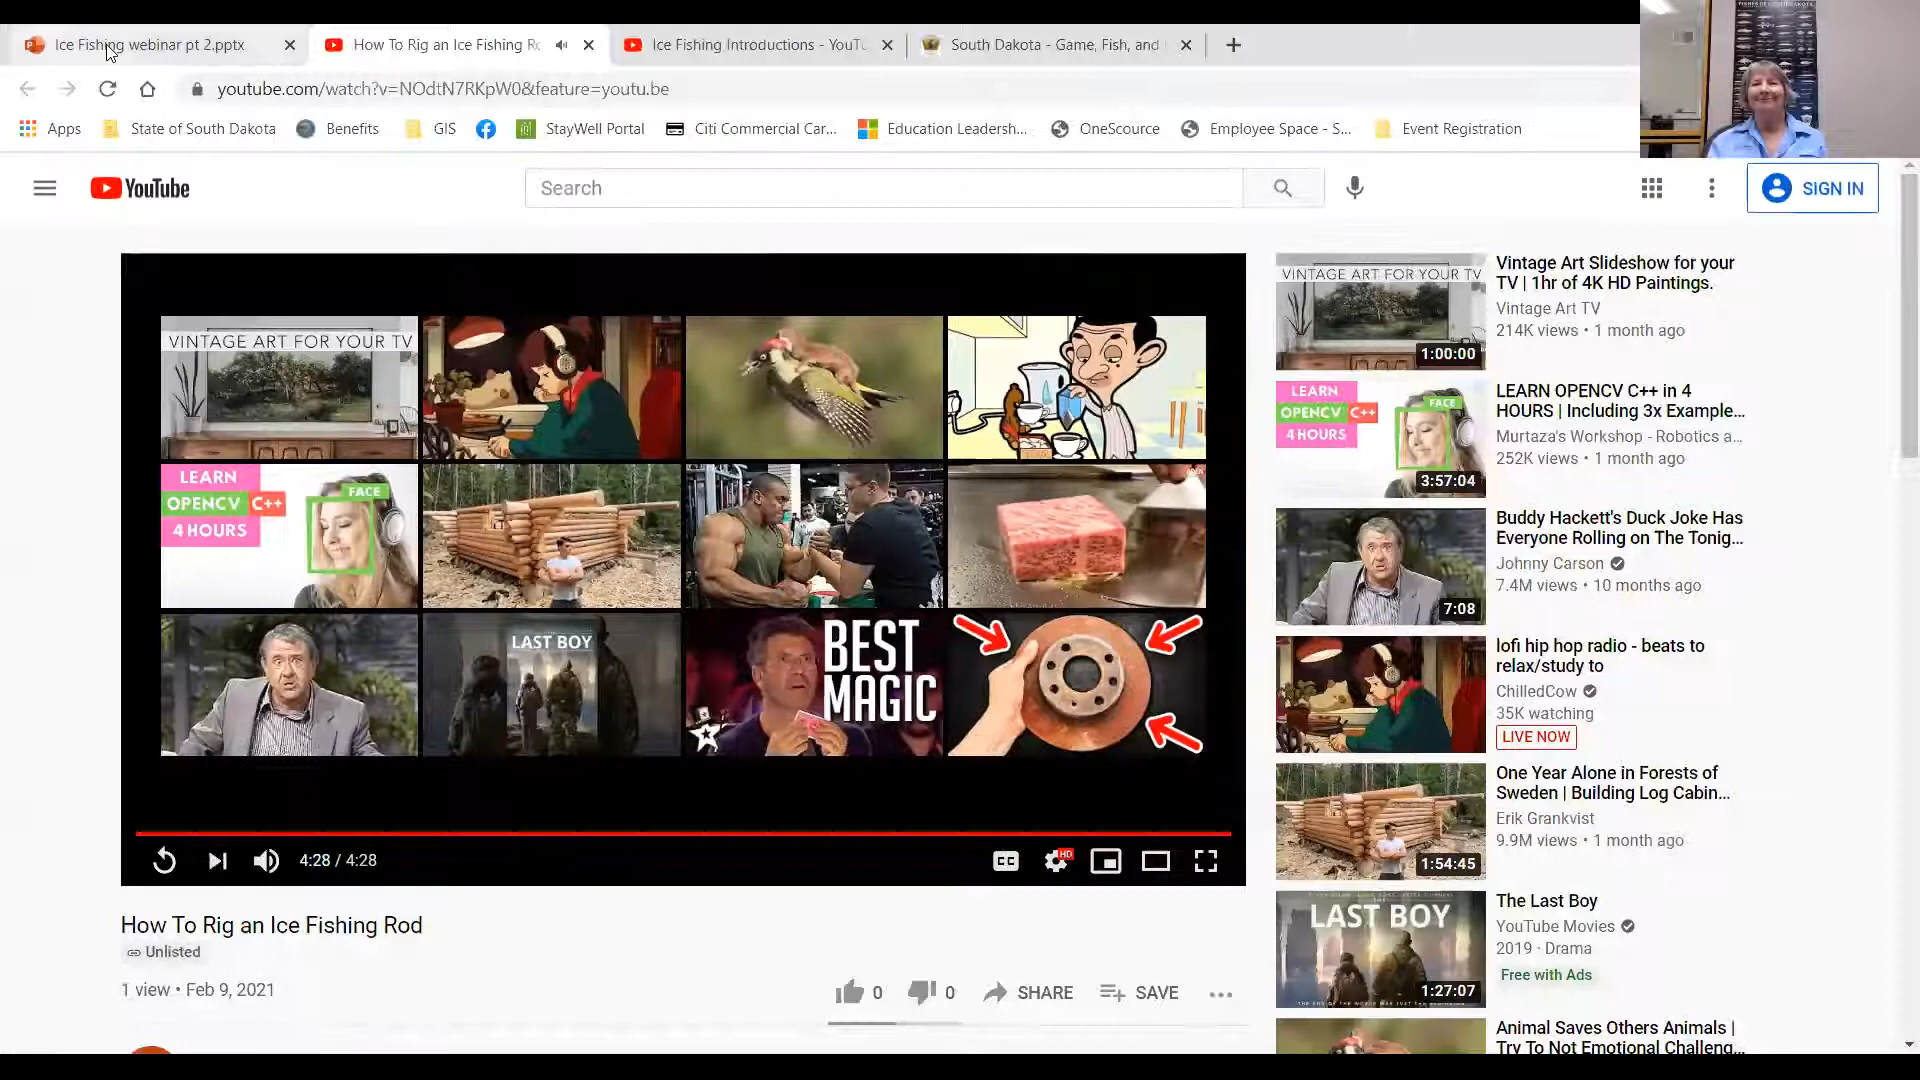 Ice Fishing webinar pt 2.pptx
How To Rig an Ice Fishing Ro
Ice Fishing Introductions - YouTu
South Dakota - Game, Fish, and
youtube.com/watch?v=NOdtN7RKpW0&feature=youtu.be
Apps
State of South Dakota
Benefits
GIS
StayWell Portal
Citi Commercial Car...
Education Leadersh...
OneScource
Employee Space - S...
Event Registration
YouTube
Search
SIGN IN
VINTAGE ART FOR YOUR TV
LEARN
OPENCV C++
4 HOURS
FACE
LAST BOY
BEST
MAGIC
4:28 / 4:28
CC
HD
How To Rig an Ice Fishing Rod
Unlisted
1 view • Feb 9, 2021
0
0
SHARE
SAVE
VINTAGE ART FOR YOUR TV
1:00:00
Vintage Art Slideshow for your
TV | 1hr of 4K HD Paintings.
Vintage Art TV
214K views • 1 month ago
LEARN
OPENCV C++
4 HOURS
FACE
3:57:04
LEARN OPENCV C++ in 4
HOURS | Including 3x Example...
Murtaza's Workshop - Robotics a...
252K views • 1 month ago
7:08
Buddy Hackett's Duck Joke Has
Everyone Rolling on The Tonig...
Johnny Carson
7.4M views • 10 months ago
lofi hip hop radio - beats to
relax/study to
ChilledCow
35K watching
LIVE NOW
1:54:45
One Year Alone in Forests of
Sweden | Building Log Cabin...
Erik Grankvist
9.9M views • 1 month ago
LAST BOY
1:27:07
The Last Boy
YouTube Movies
2019 · Drama
Free with Ads
Animal Saves Others Animals |
Try To Not Emotional Challeng...